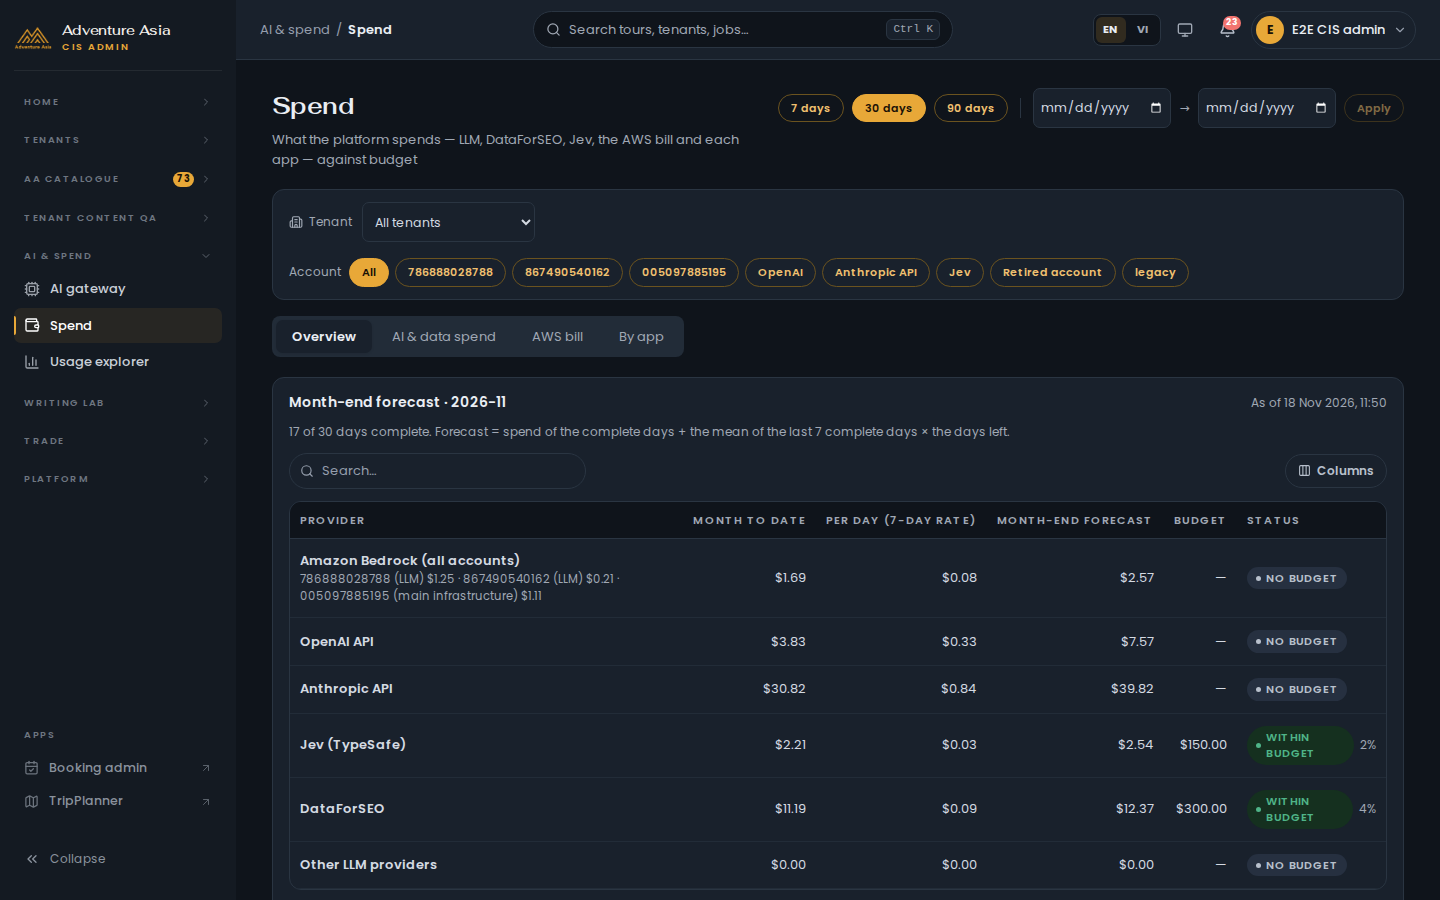 Adventure Asia
CIS ADMIN
Adventure Asia
AI & spend / Spend
Search tours, tenants, jobs...
Ctrl K
EN
VI
23
E
E2E CIS admin
HOME
TENANTS
AA CATALOGUE
73
TENANT CONTENT QA
AI & SPEND
AI gateway
Spend
Usage explorer
WRITING LAB
TRADE
PLATFORM
APPS
Booking admin
TripPlanner
Collapse
Spend
What the platform spends — LLM, DataForSEO, Jev, the AWS bill and each
app — against budget
7 days
30 days
90 days
mm/dd/yyyy
→
mm/dd/yyyy
Apply
Tenant
All tenants
Account
All
786888028788
867490540162
005097885195
OpenAI
Anthropic API
Jev
Retired account
legacy
Overview
AI & data spend
AWS bill
By app
Month-end forecast · 2026-11
As of 18 Nov 2026, 11:50
17 of 30 days complete. Forecast = spend of the complete days + the mean of the last 7 complete days × the days left.
Search...
Columns
PROVIDER MONTH TO DATE PER DAY (7-DAY RATE) MONTH-END FORECAST BUDGET STATUS
Amazon Bedrock (all accounts)
786888028788 (LLM) $1.25 · 867490540162 (LLM) $0.21 ·
005097885195 (main infrastructure) $1.11
$1.69 $0.08 $2.57 — NO BUDGET
OpenAI API $3.83 $0.33 $7.57 — NO BUDGET
Anthropic API $30.82 $0.84 $39.82 — NO BUDGET
Jev (TypeSafe) $2.21 $0.03 $2.54 $150.00 WITHIN BUDGET 2%
DataForSEO $11.19 $0.09 $12.37 $300.00 WITHIN BUDGET 4%
Other LLM providers $0.00 $0.00 $0.00 — NO BUDGET